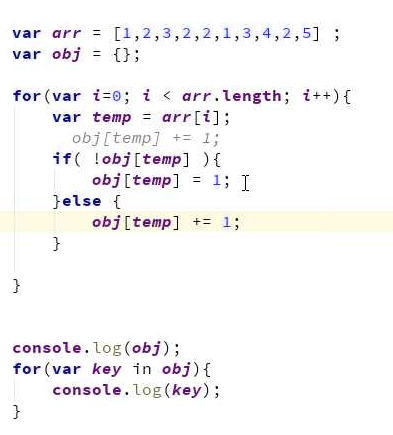 var arr = [1,2,3,2,2,1,3,4,2,5] ;
var obj = {};
for(var i=0; i < arr.length; i++){
    var temp = arr[i];
      obj[temp] += 1;
    if( !obj[temp] ){
        obj[temp] = 1;
    }else {
        obj[temp] += 1;
    }
}
console.log(obj);
for(var key in obj){
    console.log(key);
}